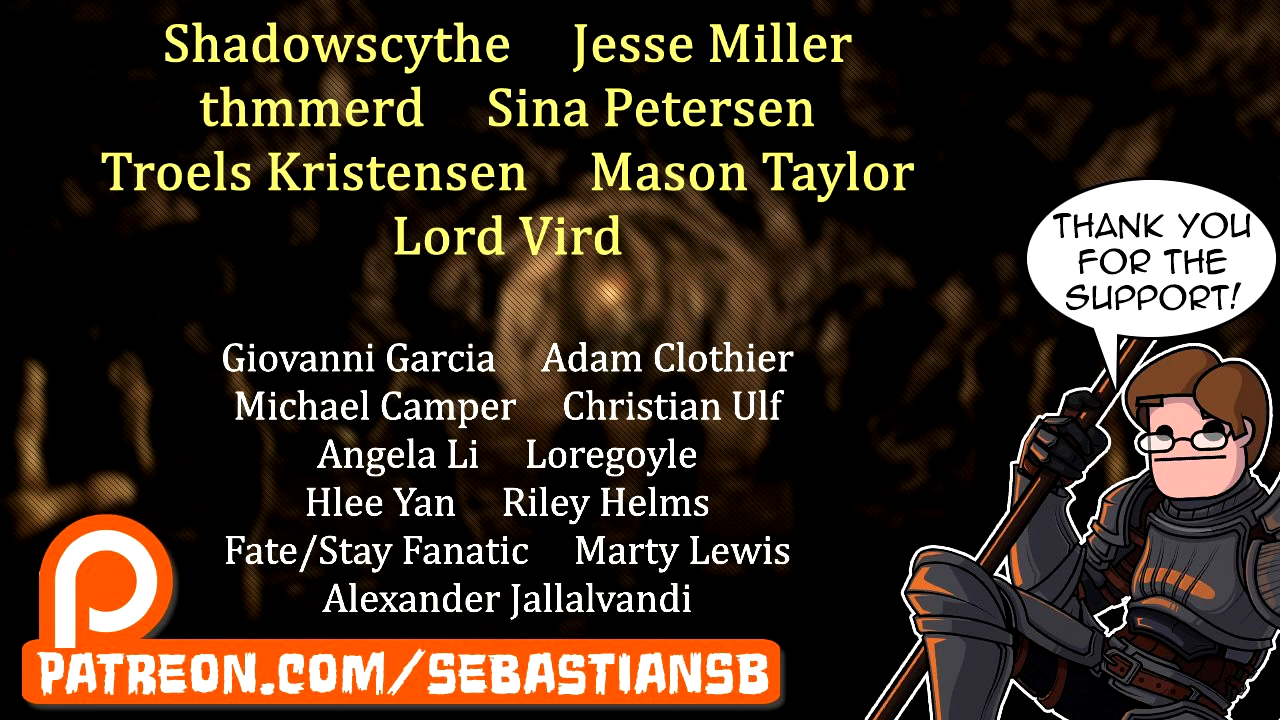 Shadowscythe Jesse Miller
thmmerd Sina Petersen
Troels Kristensen Mason Taylor
Lord Vird
THANK YOU
FOR THE
SUPPORT!
Giovanni Garcia Adam Clothier
Michael Camper Christian Ulf
Angela Li Loregoyle
Hlee Yan Riley Helms
Fate/Stay Fanatic Marty Lewis
Alexander Jallalvandi
PATREON.COM/SEBASTIANSB